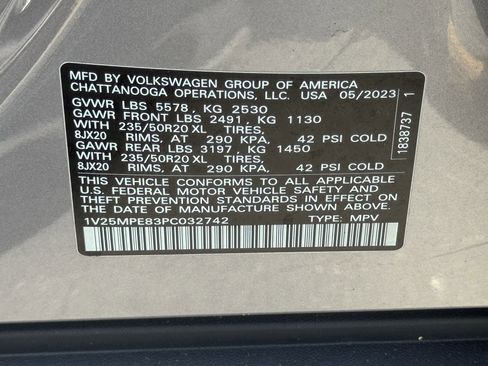 MFD BY VOLKSWAGEN GROUP OF AMERICA
CHATTANOOGA OPERATIONS, LLC. USA 05/2023
GVWR LBS 5578, KG 2530
GAWR FRONT LBS 2491, KG 1130
WITH 235/50R20 XL TIRES,
8JX20 RIMS, AT 290 KPA, 42 PSI COLD
GAWR REAR LBS 3197, KG 1450
WITH 235/50R20 XL TIRES,
8JX20 RIMS, AT 290 KPA, 42 PSI COLD
THIS VEHICLE CONFORMS TO ALL APPLICABLE
U.S. FEDERAL MOTOR VEHICLE SAFETY AND
THEFT PREVENTION STANDARDS IN EFFECT ON
THE DATE OF MANUFACTURE SHOWN ABOVE.
1V25MPE83PC032742 TYPE: MPV
1838737 1